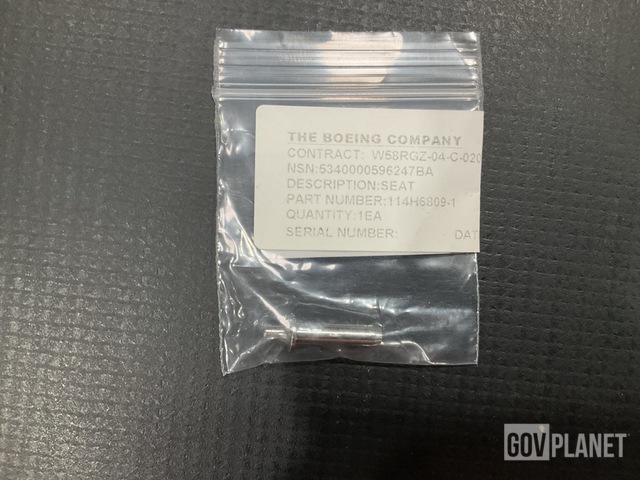 THE BOEING COMPANY
CONTRACT: W58RGZ-04-C-020
NSN:5340000596247BA
DESCRIPTION:SEAT
PART NUMBER:114H6809-1
QUANTITY:1EA
SERIAL NUMBER: DAT
GOVPLANET